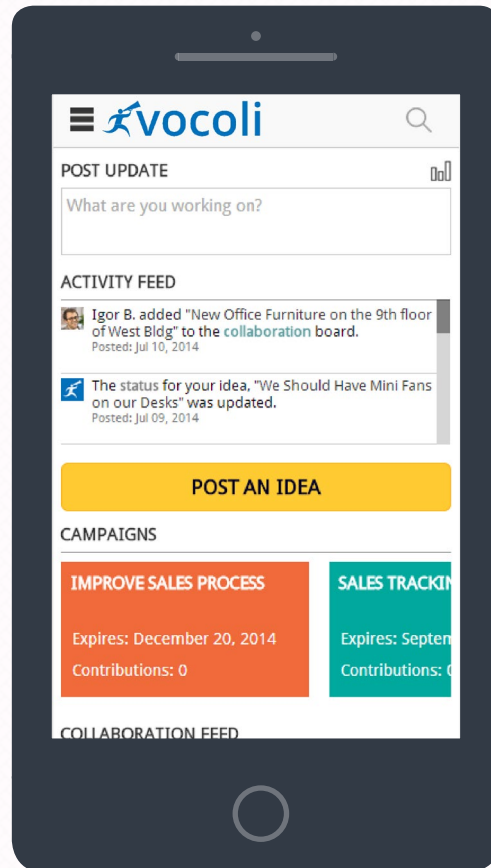 vocoli
POST UPDATE
What are you working on?
ACTIVITY FEED
Igor B. added "New Office Furniture on the 9th floor
of West Bldg" to the collaboration board.
Posted: Jul 10, 2014
The status for your idea, "We Should Have Mini Fans
on our Desks" was updated.
Posted: Jul 09, 2014
POST AN IDEA
CAMPAIGNS
IMPROVE SALES PROCESS
Expires: December 20, 2014
Contributions: 0
SALES TRACKIN
Expires: Septem
Contributions: 0
COLLABORATION FEED